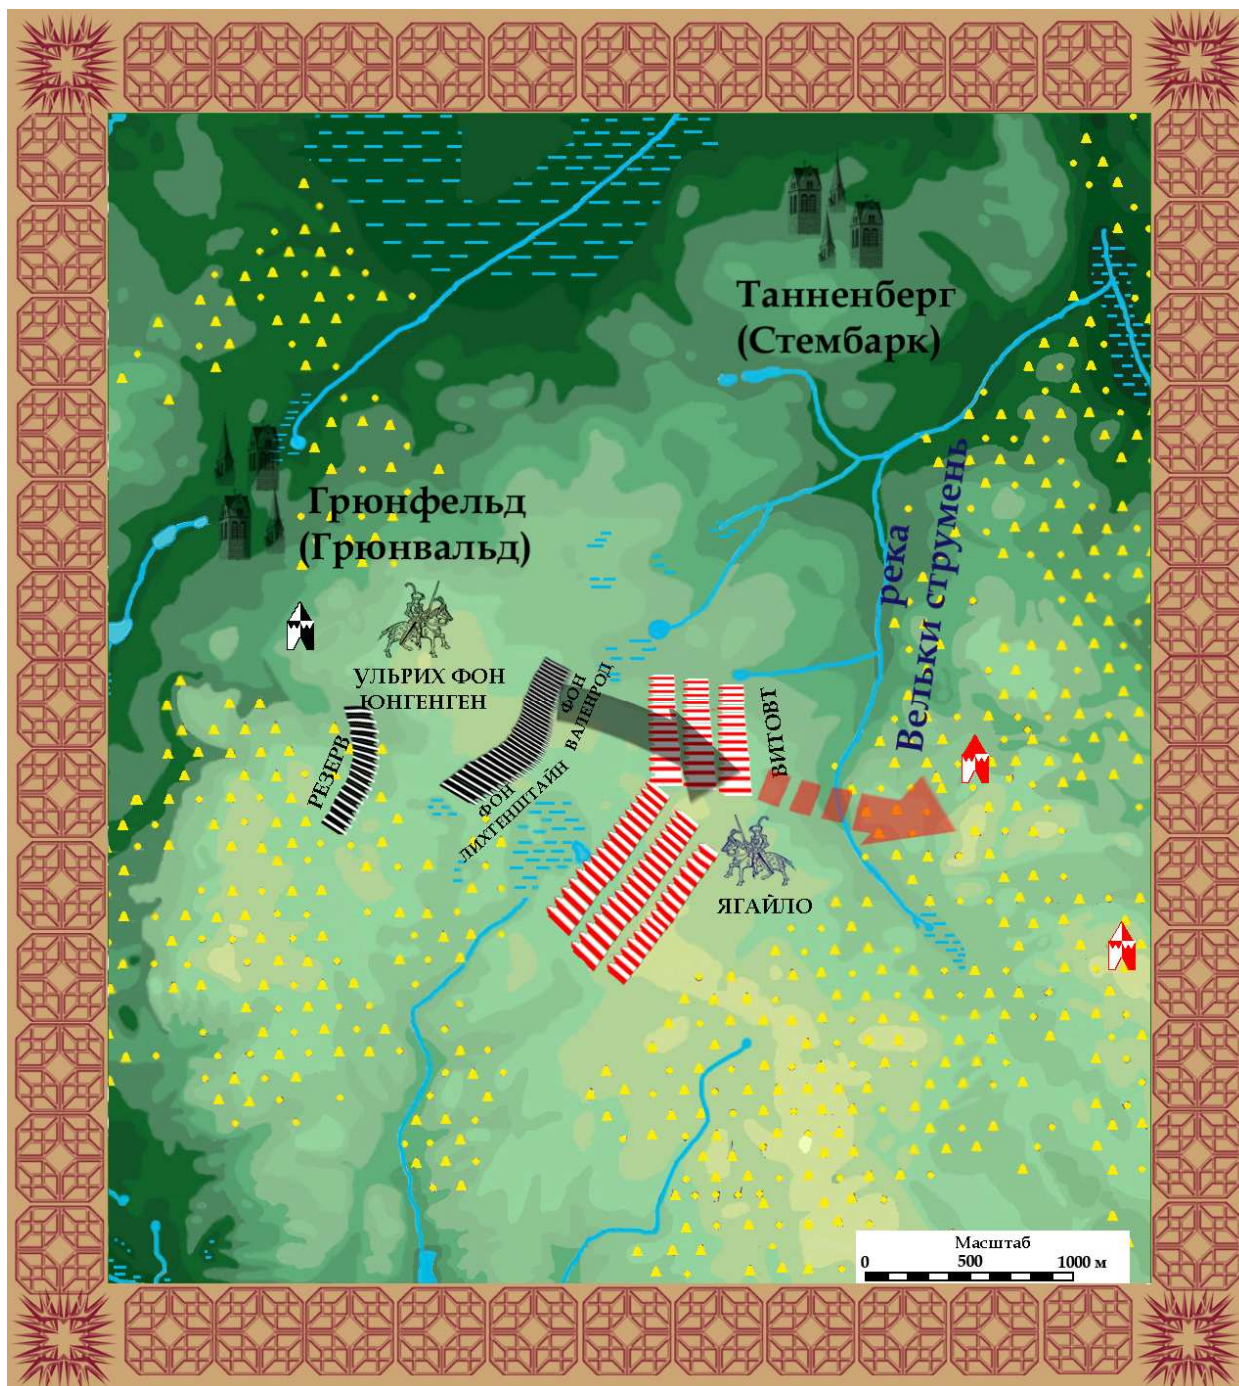 Танненберг
(Стембарк)
Грюнфельд
(Грюнвальд)
река
Вельки струмень
УЛЬРИХ ФОН
ЮНГЕНГЕН
РЕЗЕРВ
ФОН
ВАЛЕНРОД
ФОН
ЛИХТЕНШТАЙН
ВИТОВТ
ЯГАЙЛО
Масштаб
0 500 1000 м